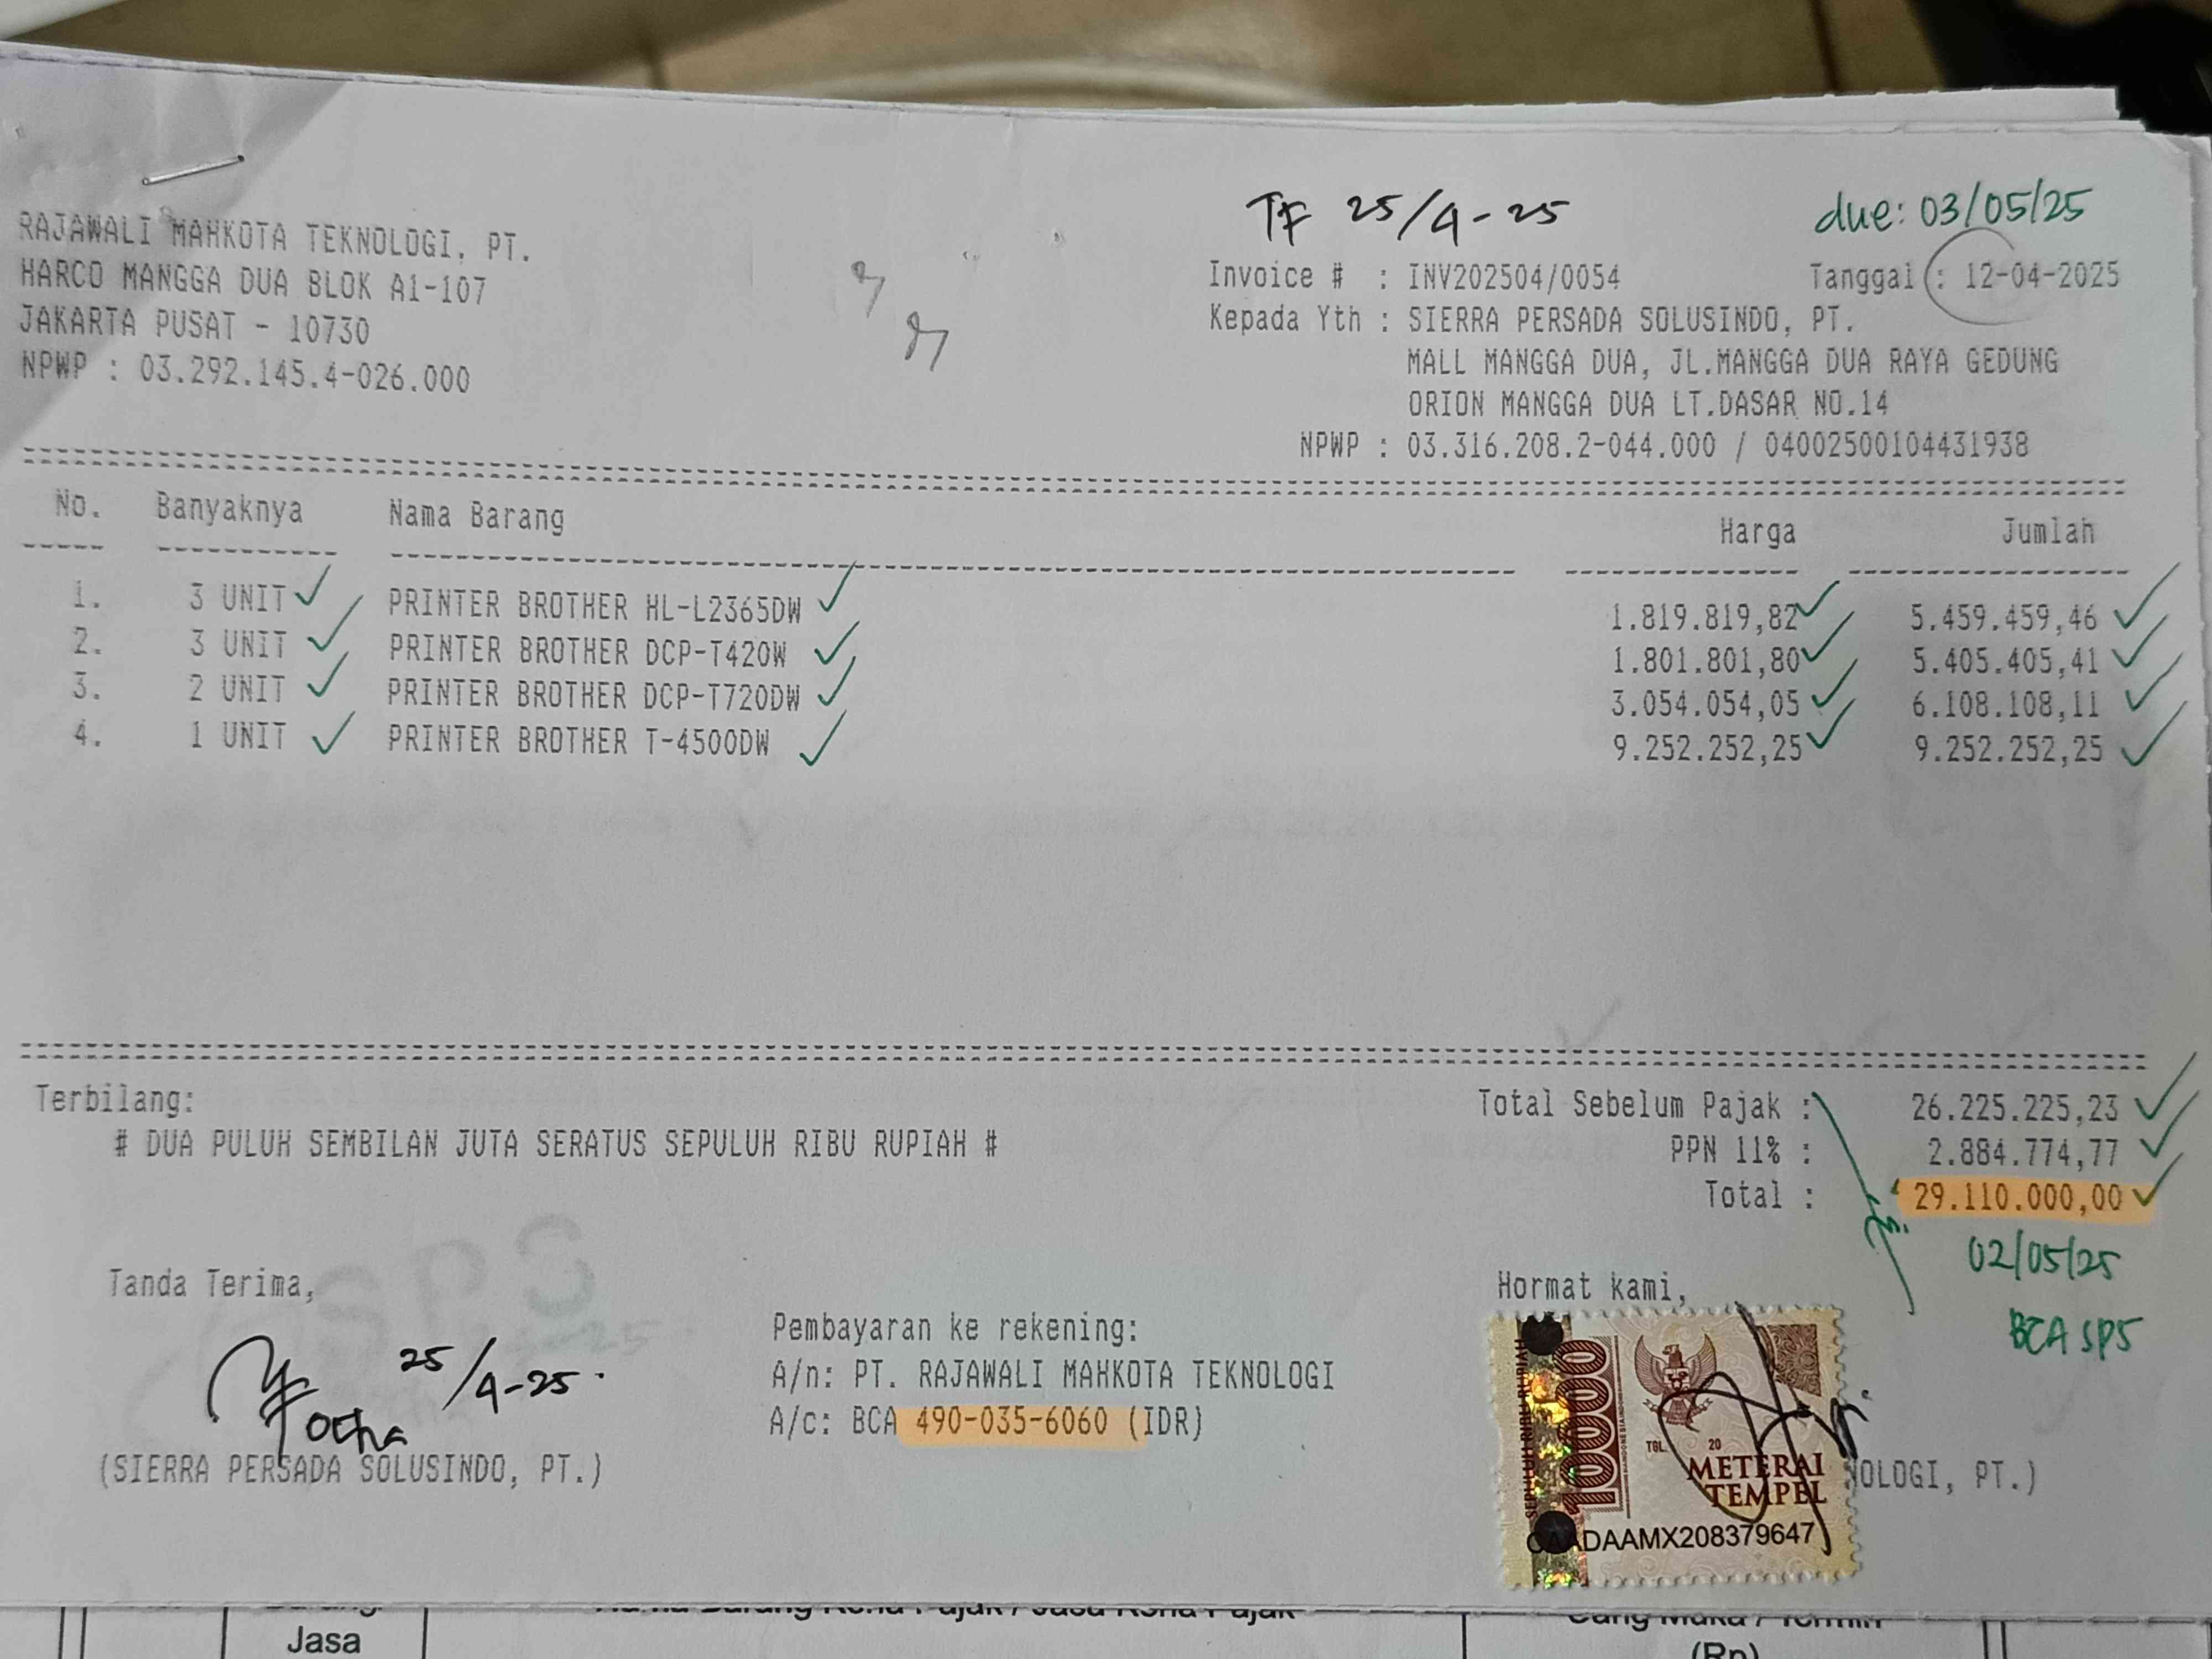 TF 25/4-25
due: 03/05/25
RAJAWALI MAHKOTA TEKNOLOGI, PT.
HARCO MANGGA DUA BLOK A1-107
JAKARTA PUSAT - 10730
NPWP : 03.292.145.4-026.000
Invoice # : INV202504/0054 Tanggal : 12-04-2025
Kepada Yth : SIERRA PERSADA SOLUSINDO, PT.
MALL MANGGA DUA, JL.MANGGA DUA RAYA GEDUNG
ORION MANGGA DUA LT.DASAR NO.14
NPWP : 03.316.208.2-044.000 / 04002500104431938
No. Banyaknya Nama Barang Harga Jumlah
1. 3 UNIT PRINTER BROTHER HL-L2365DW 1.819.819,82 5.459.459,46
2. 3 UNIT PRINTER BROTHER DCP-T420W 1.801.801,80 5.405.405,41
3. 2 UNIT PRINTER BROTHER DCP-T720DW 3.054.054,05 6.108.108,11
4. 1 UNIT PRINTER BROTHER T-4500DW 9.252.252,25 9.252.252,25
Terbilang:
# DUA PULUH SEMBILAN JUTA SERATUS SEPULUH RIBU RUPIAH #
Total Sebelum Pajak : 26.225.225,23
PPN 11% : 2.884.774,77
Total : 29.110.000,00
02/05/25
BCA SPS
Tanda Terima,
25/4-25
(SIERRA PERSADA SOLUSINDO, PT.)
Pembayaran ke rekening:
A/n: PT. RAJAWALI MAHKOTA TEKNOLOGI
A/c: BCA 490-035-6060 (IDR)
Hormat kami,
10000
TGL. 20
METERAI
TEMPEL
DAAMX208379647
NOLOGI, PT.)
Jasa
(Rp)